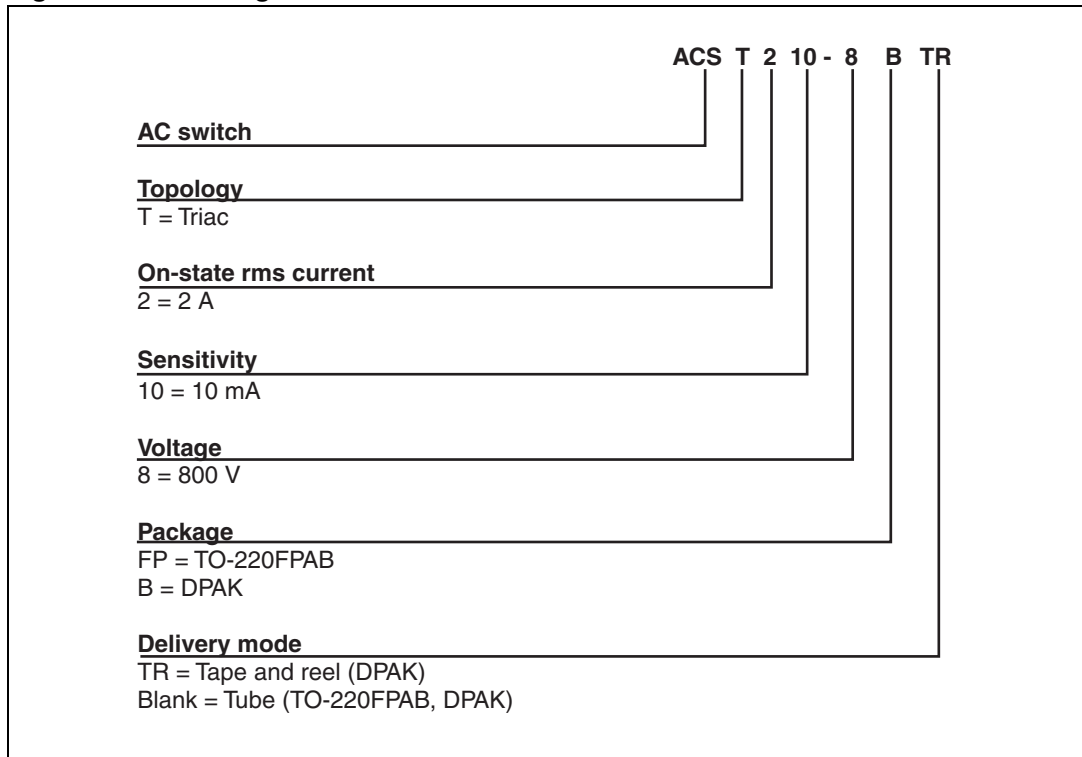 ACS T 2 10 - 8 B TR
AC switch
Topology
T = Triac
On-state rms current
2 = 2 A
Sensitivity
10 = 10 mA
Voltage
8 = 800 V
Package
FP = TO-220FPAB
B = DPAK
Delivery mode
TR = Tape and reel (DPAK)
Blank = Tube (TO-220FPAB, DPAK)